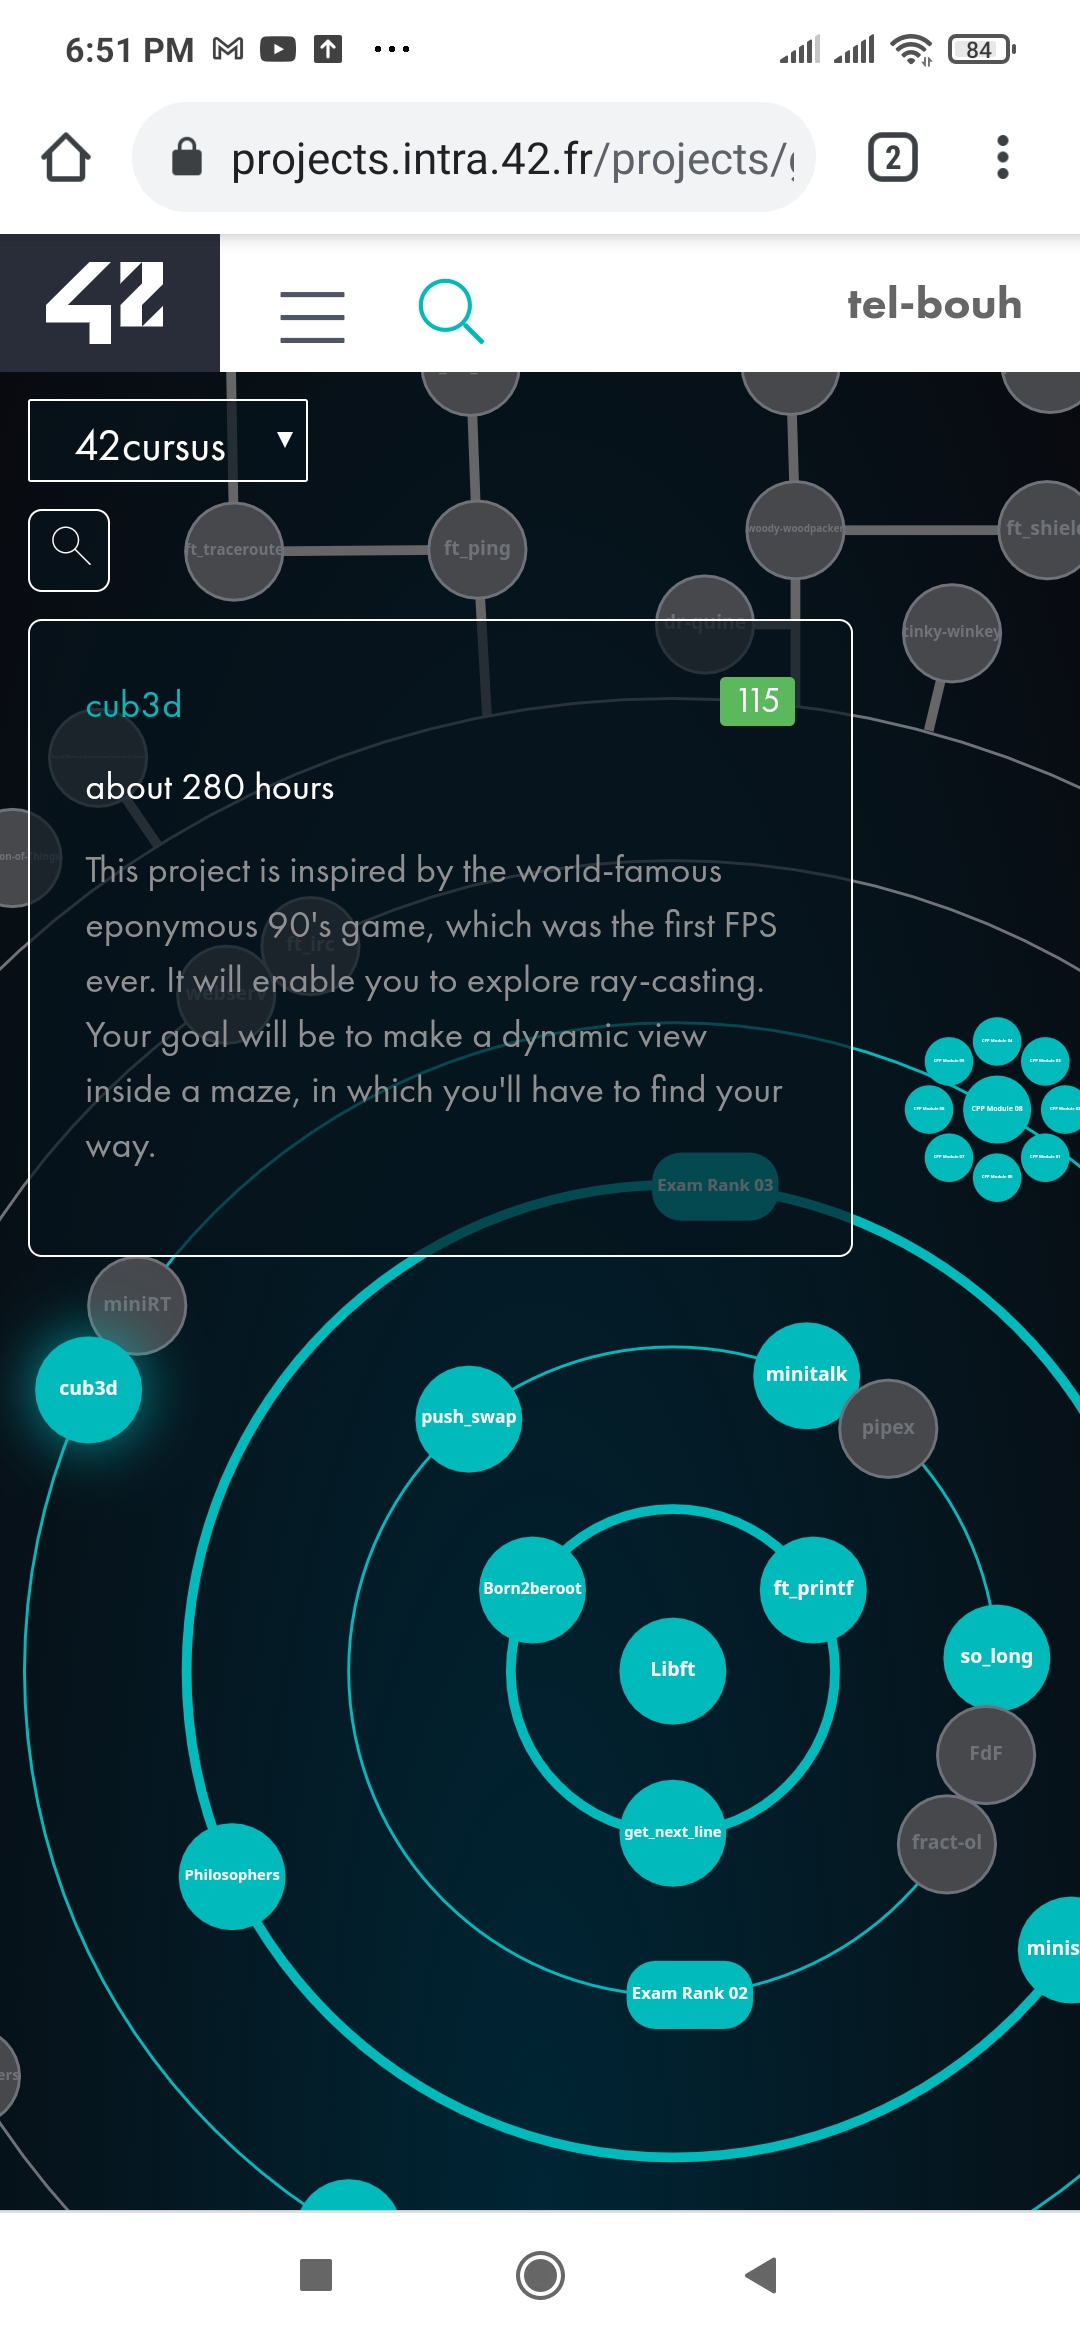 6:51 PM
84
projects.intra.42.fr/projects/
2
42
tel-bouh
42cursus
ft_traceroute
ft_ping
woody-woodpacker
ft_shield
dr-quine
tinky-winkey
cub3d
115
about 280 hours
This project is inspired by the world-famous
eponymous 90's game, which was the first FPS
ever. It will enable you to explore ray-casting.
Your goal will be to make a dynamic view
inside a maze, in which you'll have to find your
way.
ft_irc
webserv
CPP Module 08
Exam Rank 03
miniRT
cub3d
minitalk
push_swap
pipex
Born2beroot
ft_printf
so_long
Libft
FdF
get_next_line
fract-ol
Philosophers
minis
Exam Rank 02